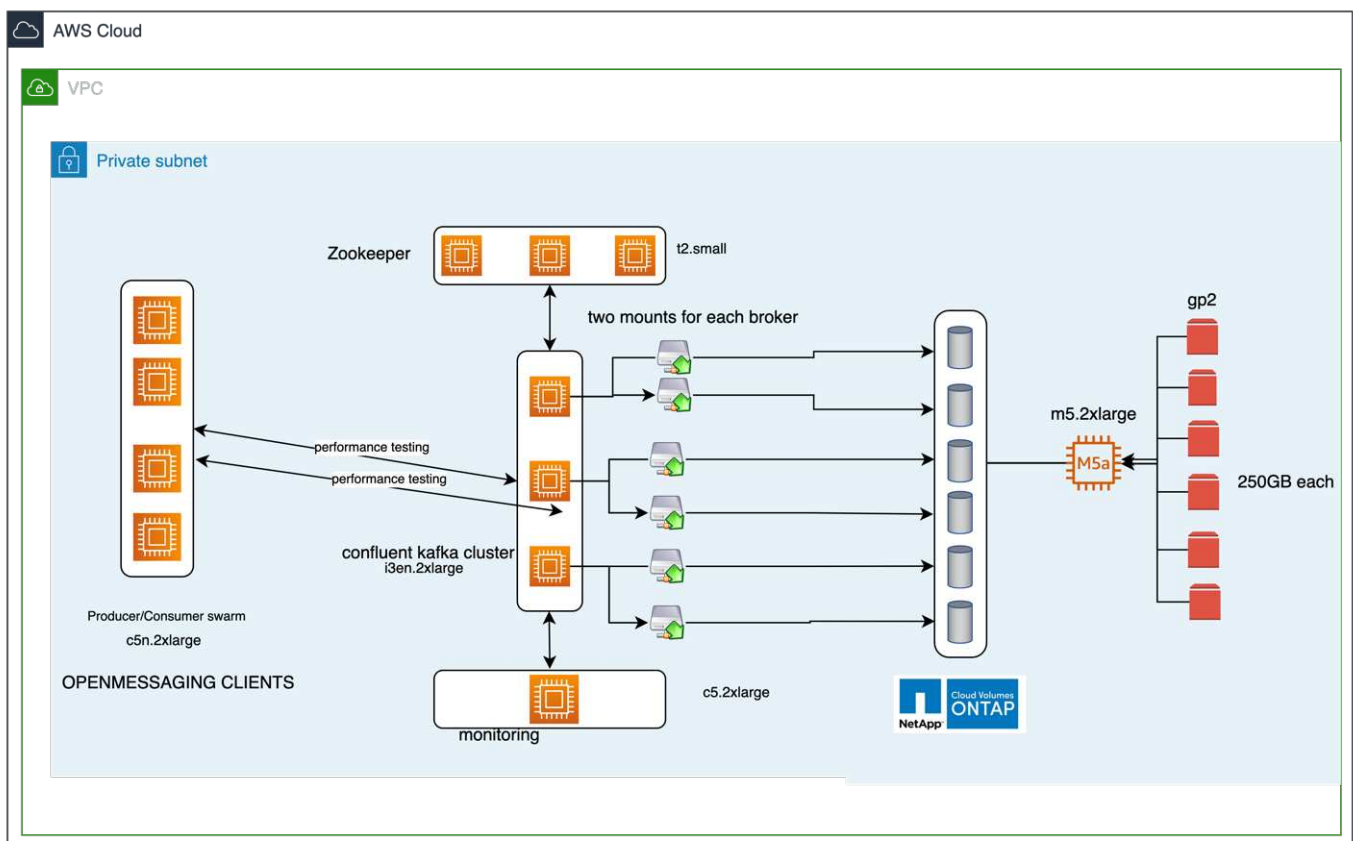 AWS Cloud
VPC
Private subnet
Zookeeper
t2.small
two mounts for each broker
gp2
m5.2xlarge
M5a
250GB each
performance testing
performance testing
confluent kafka cluster
i3en.2xlarge
Producer/Consumer swarm
c5n.2xlarge
OPENMESSAGING CLIENTS
c5.2xlarge
monitoring
NetApp
Cloud Volumes
ONTAP